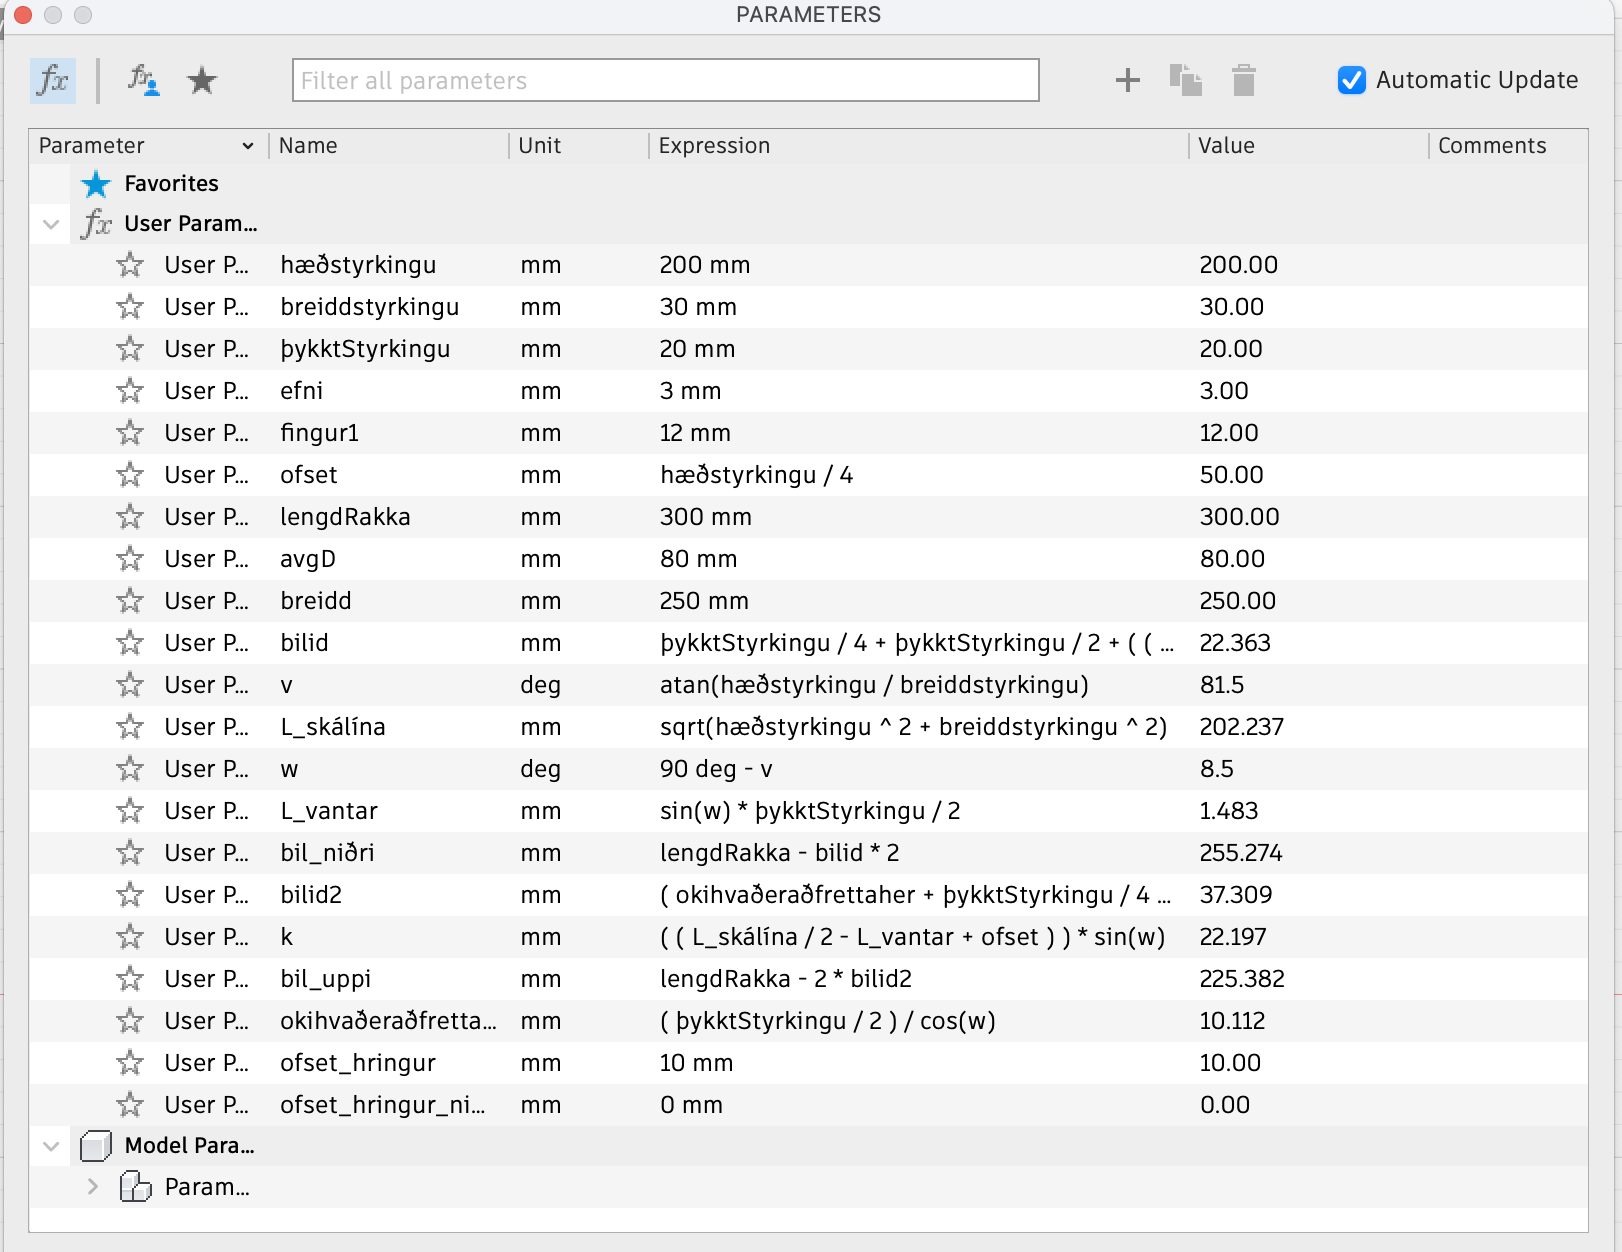 PARAMETERS
fx fx Filter all parameters Automatic Update
Parameter Name Unit Expression Value Comments
Favorites
fx User Param...
User P... hæðstyrkingu mm 200 mm 200.00
User P... breiddstyrkingu mm 30 mm 30.00
User P... þykktStyrkingu mm 20 mm 20.00
User P... efni mm 3 mm 3.00
User P... fingur1 mm 12 mm 12.00
User P... ofset mm hæðstyrkingu / 4 50.00
User P... lengdRakka mm 300 mm 300.00
User P... avgD mm 80 mm 80.00
User P... breidd mm 250 mm 250.00
User P... bilid mm þykktStyrkingu / 4 + þykktStyrkingu / 2 + ( ( ... 22.363
User P... v deg atan(hæðstyrkingu / breiddstyrkingu) 81.5
User P... L_skálína mm sqrt(hæðstyrkingu ^ 2 + breiddstyrkingu ^ 2) 202.237
User P... w deg 90 deg - v 8.5
User P... L_vantar mm sin(w) * þykktStyrkingu / 2 1.483
User P... bil_niðri mm lengdRakka - bilid * 2 255.274
User P... bilid2 mm ( okihvaðeraðfrettaher + þykktStyrkingu / 4 ... 37.309
User P... k mm ( ( L_skálína / 2 - L_vantar + ofset ) ) * sin(w) 22.197
User P... bil_uppi mm lengdRakka - 2 * bilid2 225.382
User P... okihvaðeraðfretta... mm ( þykktStyrkingu / 2 ) / cos(w) 10.112
User P... ofset_hringur mm 10 mm 10.00
User P... ofset_hringur_ni... mm 0 mm 0.00
Model Para...
Param...